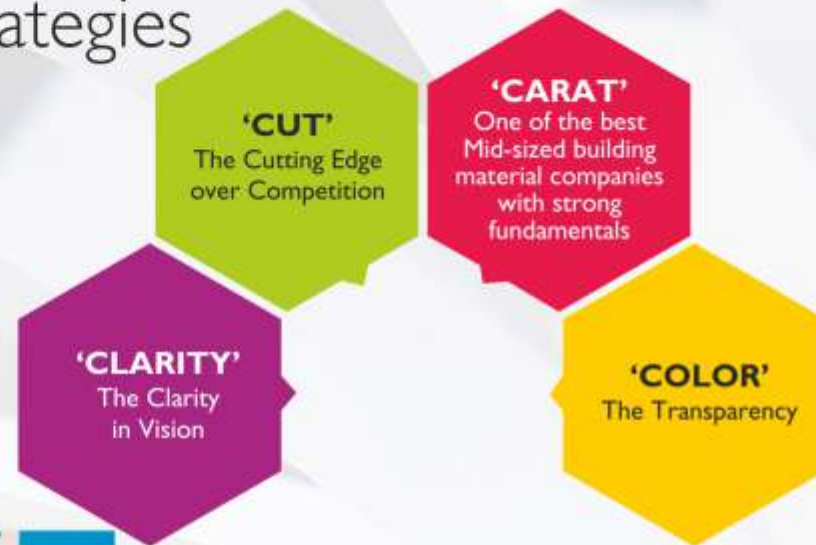 ‘CUT’
The Cutting Edge
over Competition
‘CARAT’
One of the best
Mid-sized building
material companies
with strong
fundamentals
‘CLARITY’
The Clarity
in Vision
‘COLOR’
The Transparency